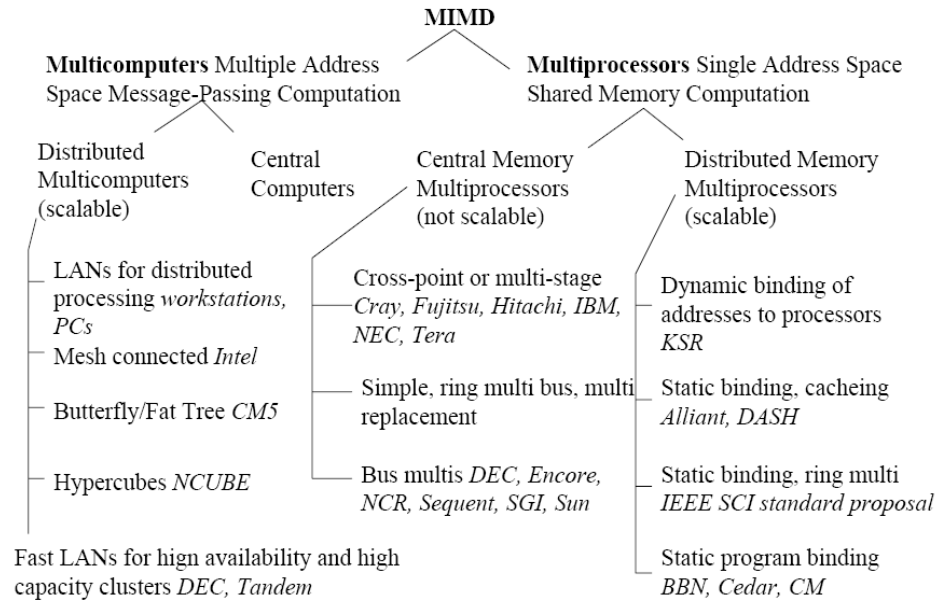 MIMD
Multicomputers Multiple Address
Space Message-Passing Computation
Multiprocessors Single Address Space
Shared Memory Computation
Distributed
Multicomputers
(scalable)
Central
Computers
Central Memory
Multiprocessors
(not scalable)
Distributed Memory
Multiprocessors
(scalable)
LANs for distributed
processing workstations,
PCs
Mesh connected Intel
Butterfly/Fat Tree CM5
Hypercubes NCUBE
Fast LANs for hign availability and high
capacity clusters DEC, Tandem
Cross-point or multi-stage
Cray, Fujitsu, Hitachi, IBM,
NEC, Tera
Simple, ring multi bus, multi
replacement
Bus multis DEC, Encore,
NCR, Sequent, SGI, Sun
Dynamic binding of
addresses to processors
KSR
Static binding, cacheing
Alliant, DASH
Static binding, ring multi
IEEE SCI standard proposal
Static program binding
BBN, Cedar, CM